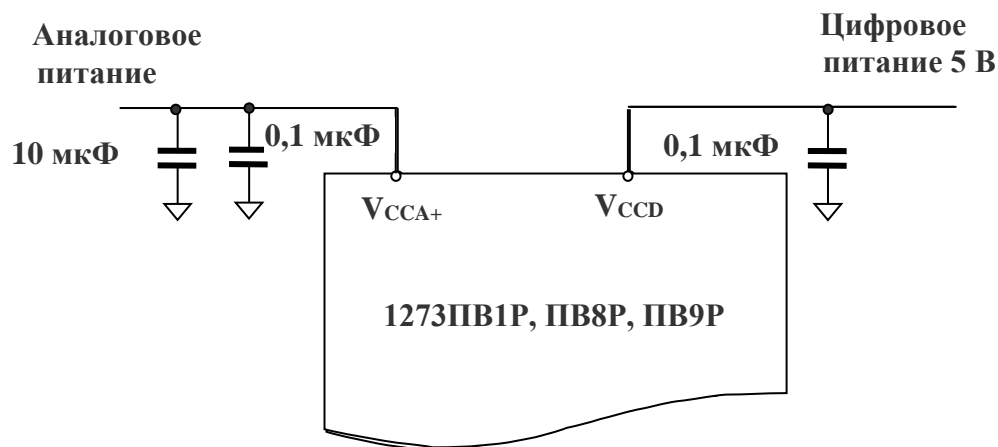 Аналоговое
питание
Цифровое
питание 5 В
10 мкФ
0,1 мкФ
0,1 мкФ
VCCA+
VCCD
1273ПВ1Р, ПВ8Р, ПВ9Р